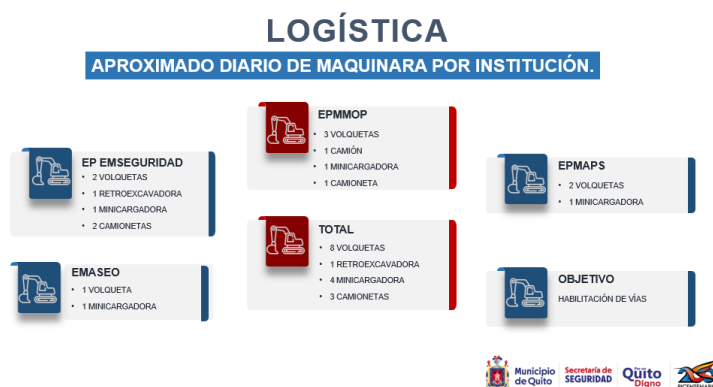 LOGÍSTICA
APROXIMADO DIARIO DE MAQUINARA POR INSTITUCIÓN.
EP EMSEGURIDAD
• 2 VOLQUETAS
• 1 RETROEXCAVADORA
• 1 MINICARGADORA
• 2 CAMIONETAS
EMASEO
• 1 VOLQUETA
• 1 MINICARGADORA
EPMMOP
• 3 VOLQUETAS
• 1 CAMIÓN
• 1 MINICARGADORA
• 1 CAMIONETA
TOTAL
• 8 VOLQUETAS
• 1 RETROEXCAVADORA
• 4 MINICARGADORA
• 3 CAMIONETAS
EPMAPS
• 2 VOLQUETAS
• 1 MINICARGADORA
OBJETIVO
HABILITACIÓN DE VÍAS
Municipio
de Quito
Secretaría de
SEGURIDAD
Quito
Digno
BICENTENARIO